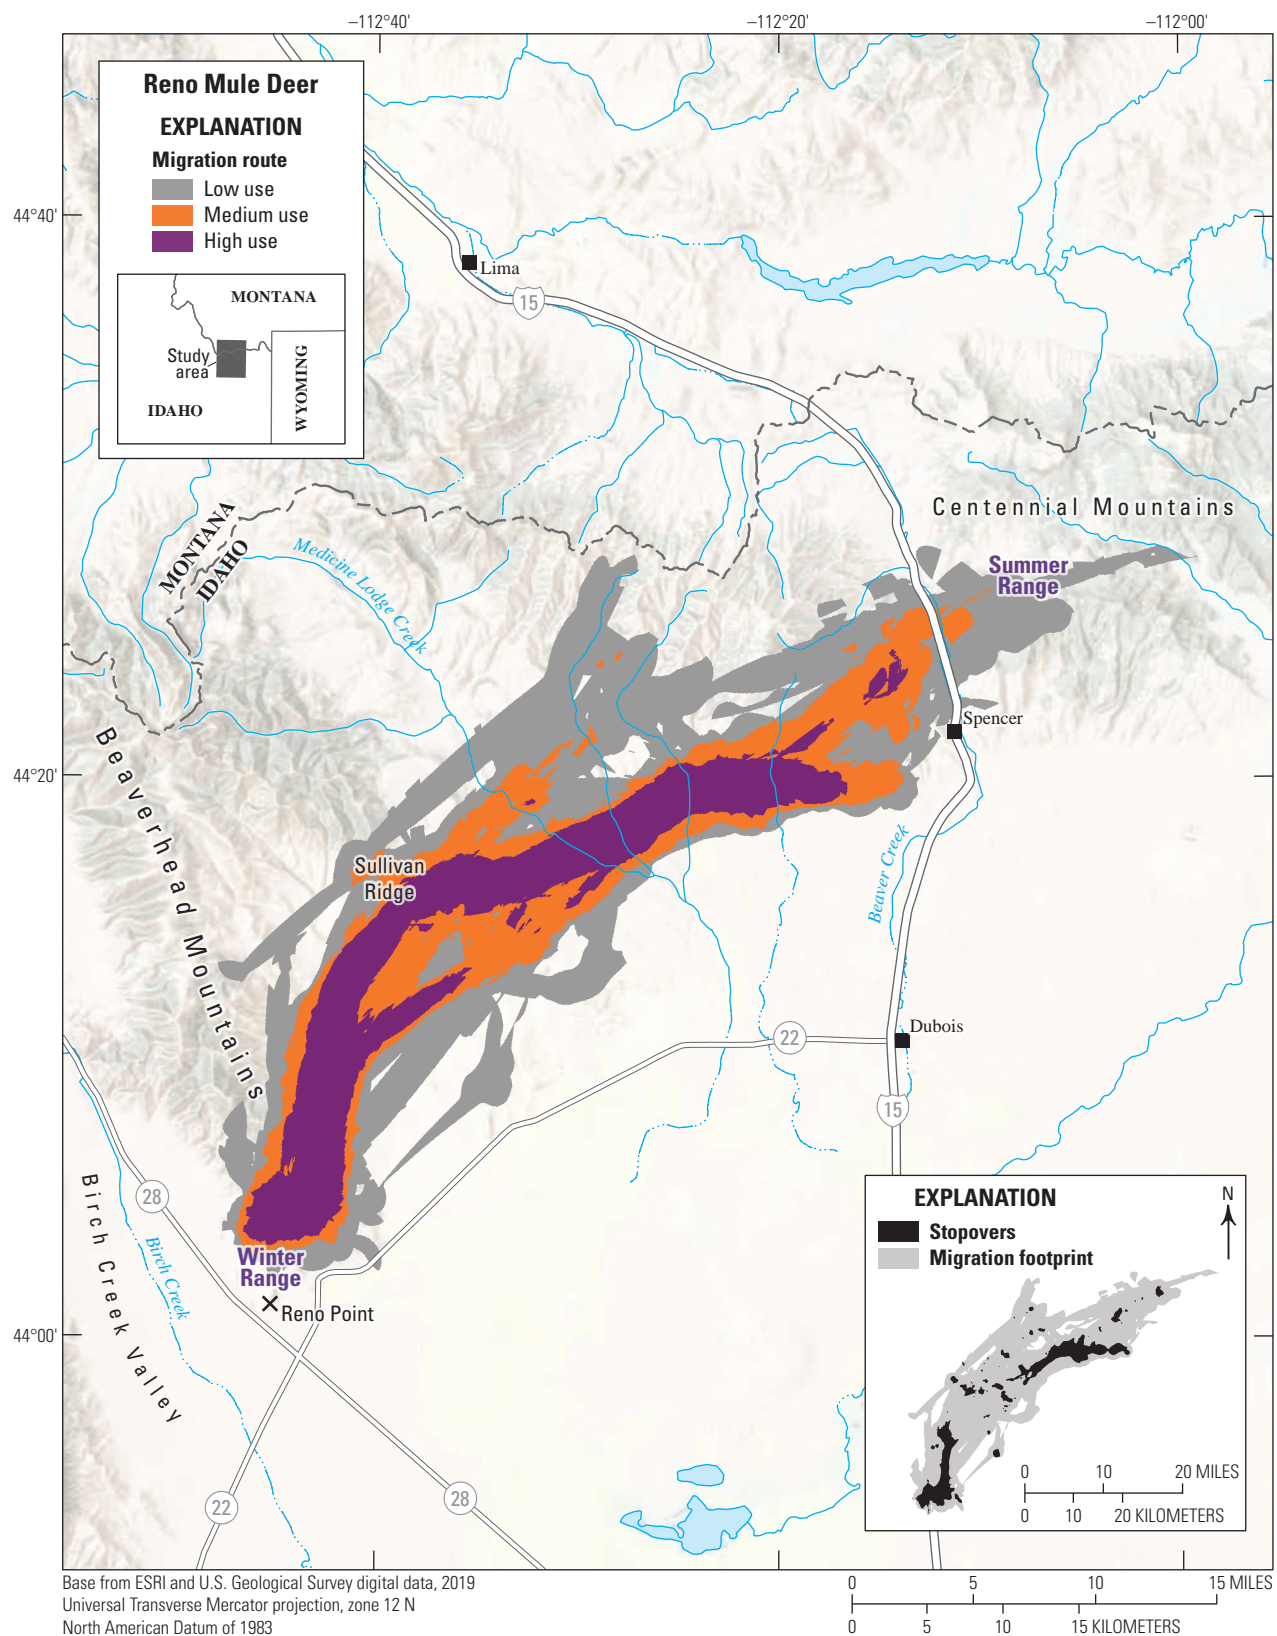 –112°40'
–112°20'
–112°00'
Reno Mule Deer
EXPLANATION
Migration route
Low use
Medium use
High use
44°40'
MONTANA
Study
area
WYOMING
IDAHO
Lima
15
Centennial Mountains
MONTANA
IDAHO
Medicine Lodge Creek
Summer
Range
Spencer
44°20'
Beaverhead Mountains
Sullivan
Ridge
Beaver Creek
Dubois
22
15
28
Birch Creek Valley
Birch Creek
Winter
Range
Reno Point
44°00'
22
28
EXPLANATION
N
Stopovers
Migration footprint
0 10 20 MILES
0 10 20 KILOMETERS
Base from ESRI and U.S. Geological Survey digital data, 2019
Universal Transverse Mercator projection, zone 12 N
North American Datum of 1983
0 5 10 15 MILES
0 5 10 15 KILOMETERS